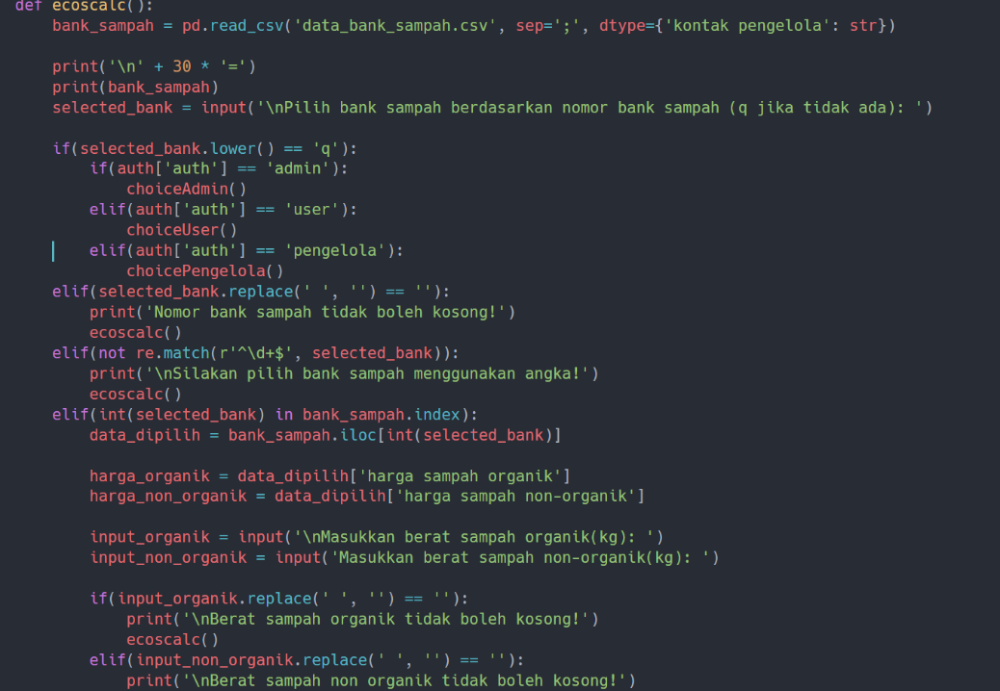 def ecoscalc():
    bank_sampah = pd.read_csv('data_bank_sampah.csv', sep=';', dtype={'kontak pengelola': str})
    print('\n' + 30 * '=')
    print(bank_sampah)
    selected_bank = input('\nPilih bank sampah berdasarkan nomor bank sampah (q jika tidak ada): ')
    if(selected_bank.lower() == 'q'):
        if(auth['auth'] == 'admin'):
            choiceAdmin()
        elif(auth['auth'] == 'user'):
            choiceUser()
        elif(auth['auth'] == 'pengelola'):
            choicePengelola()
    elif(selected_bank.replace(' ', '') == ''):
        print('Nomor bank sampah tidak boleh kosong!')
        ecoscalc()
    elif(not re.match(r'^\d+$', selected_bank)):
        print('\nSilakan pilih bank sampah menggunakan angka!')
        ecoscalc()
    elif(int(selected_bank) in bank_sampah.index):
        data_dipilih = bank_sampah.iloc[int(selected_bank)]
        harga_organik = data_dipilih['harga sampah organik']
        harga_non_organik = data_dipilih['harga sampah non-organik']
        input_organik = input('\nMasukkan berat sampah organik(kg): ')
        input_non_organik = input('Masukkan berat sampah non-organik(kg): ')
        if(input_organik.replace(' ', '') == ''):
            print('\nBerat sampah organik tidak boleh kosong!')
            ecoscalc()
        elif(input_non_organik.replace(' ', '') == ''):
            print('\nBerat sampah non organik tidak boleh kosong!')